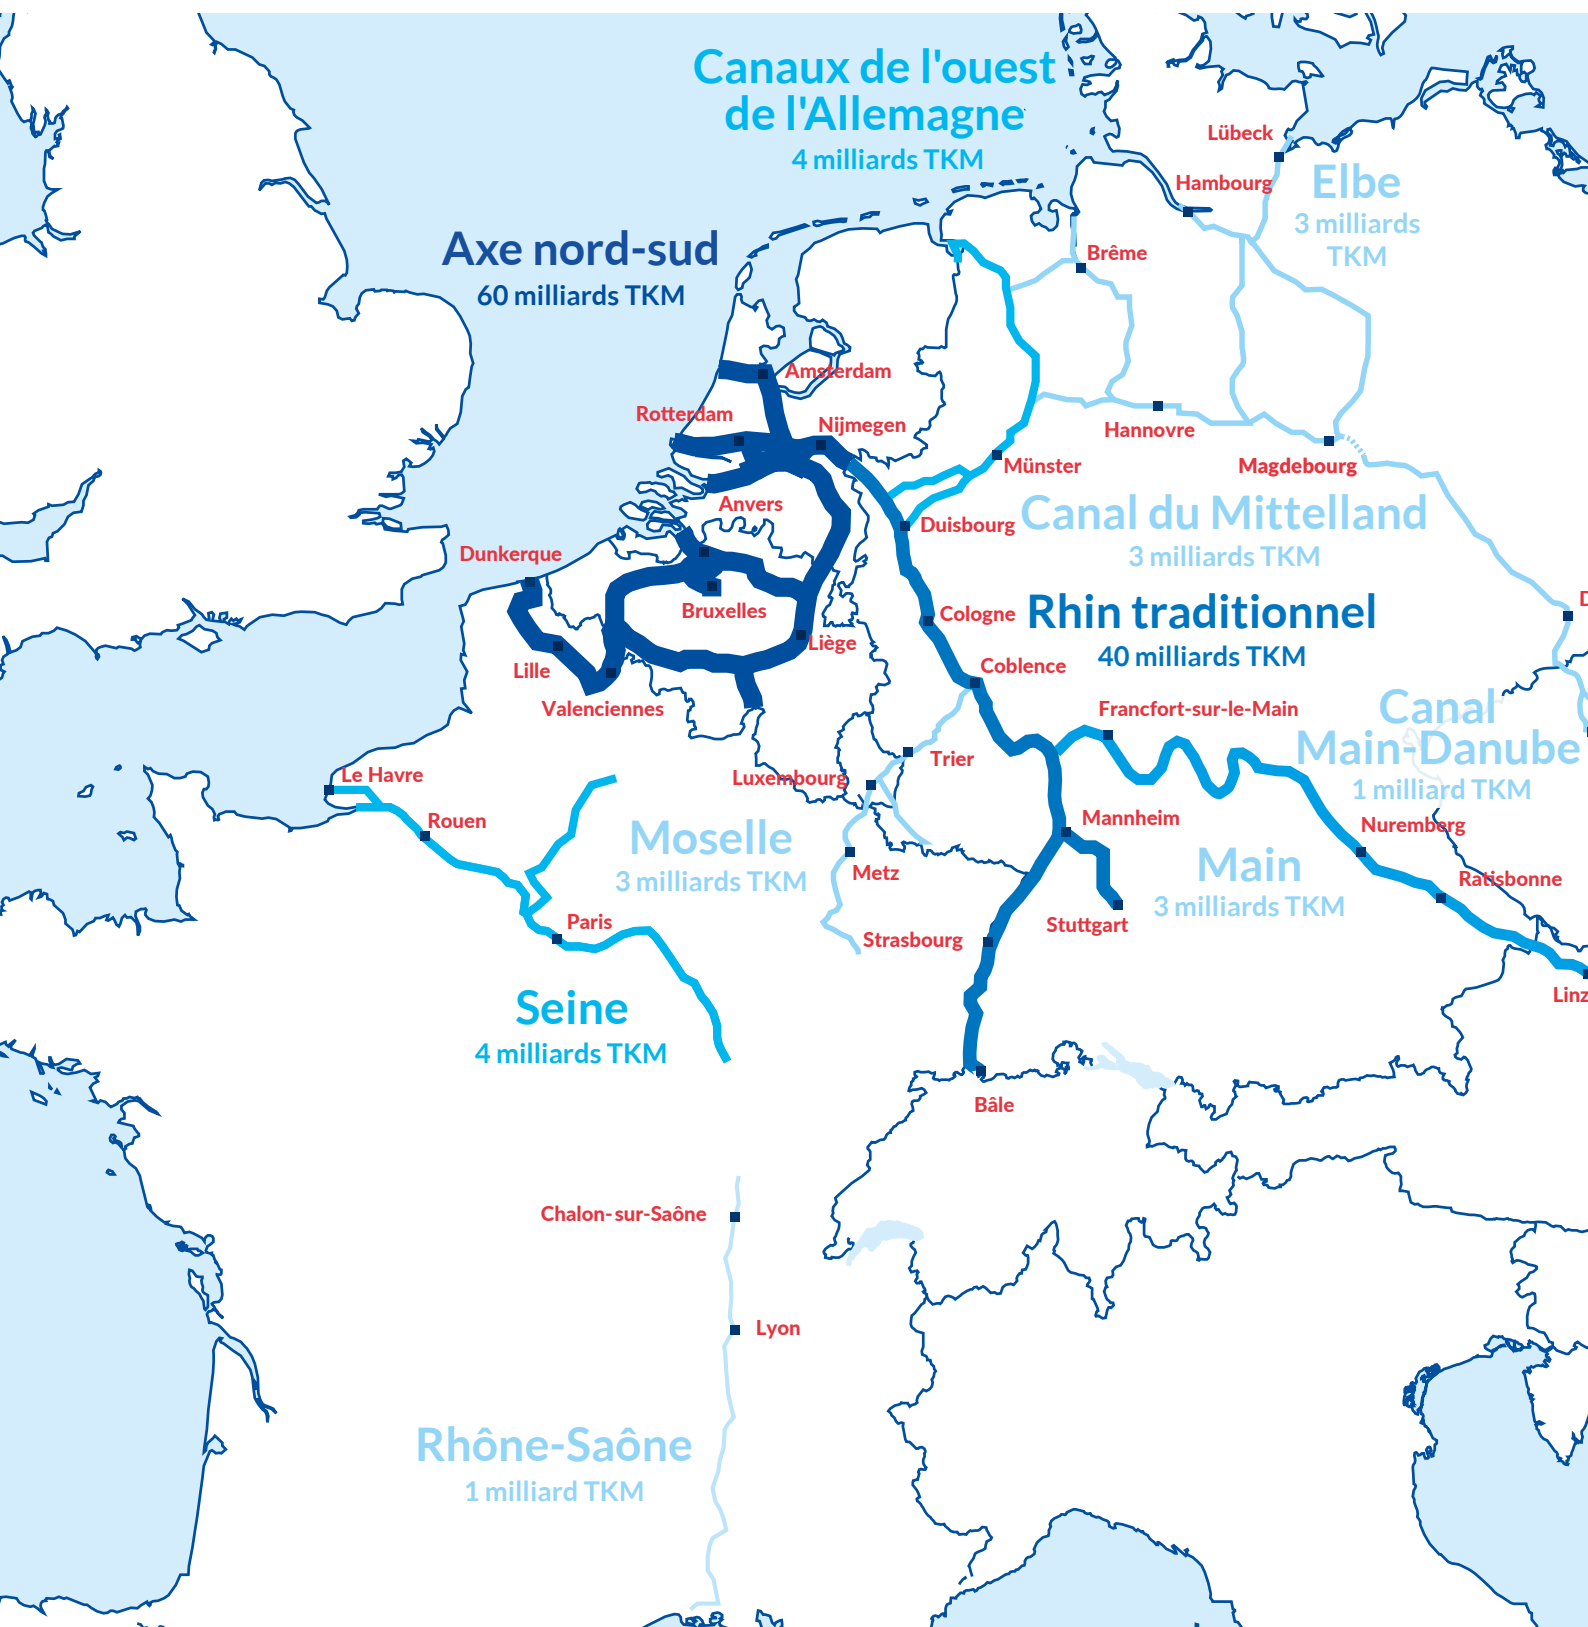 Canaux de l'ouest
de l'Allemagne
4 milliards TKM
Lübeck
Hambourg
Elbe
3 milliards
TKM
Axe nord-sud
60 milliards TKM
Brême
Amsterdam
Rotterdam
Nijmegen
Hannovre
Münster
Magdebourg
Anvers
Duisbourg
Canal du Mittelland
3 milliards TKM
Dunkerque
Bruxelles
Cologne
Rhin traditionnel
40 milliards TKM
D
Liège
Lille
Coblence
Valenciennes
Francfort-sur-le-Main
Canal
Main-Danube
1 milliard TKM
Trier
Luxembourg
Le Havre
Rouen
Mannheim
Nuremberg
Moselle
3 milliards TKM
Metz
Main
3 milliards TKM
Ratisbonne
Paris
Strasbourg
Stuttgart
Linz
Seine
4 milliards TKM
Bâle
Chalon-sur-Saône
Lyon
Rhône-Saône
1 milliard TKM